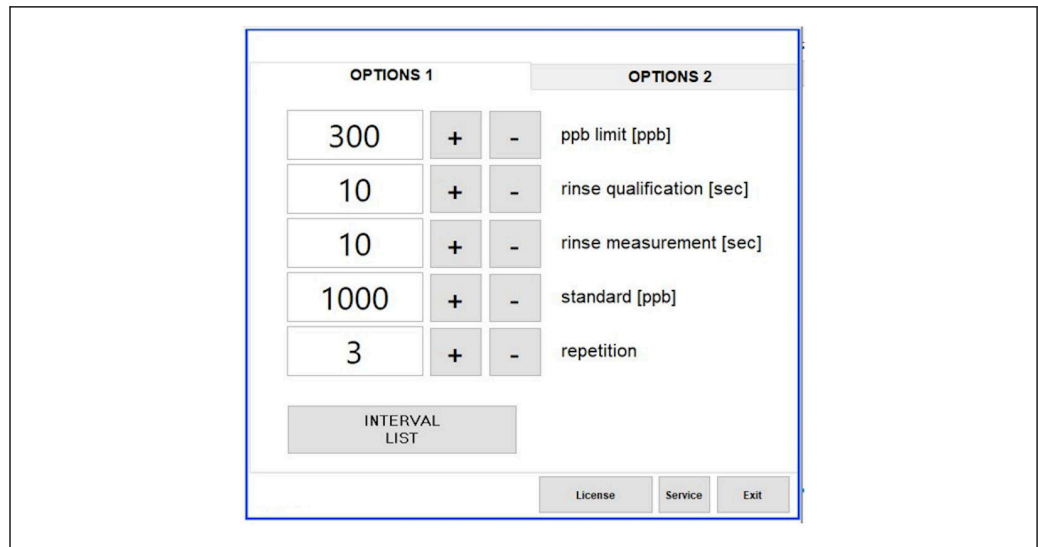 OPTIONS 1 OPTIONS 2
300 + - ppb limit [ppb]
10 + - rinse qualification [sec]
10 + - rinse measurement [sec]
1000 + - standard [ppb]
3 + - repetition
INTERVAL
LIST
License Service Exit